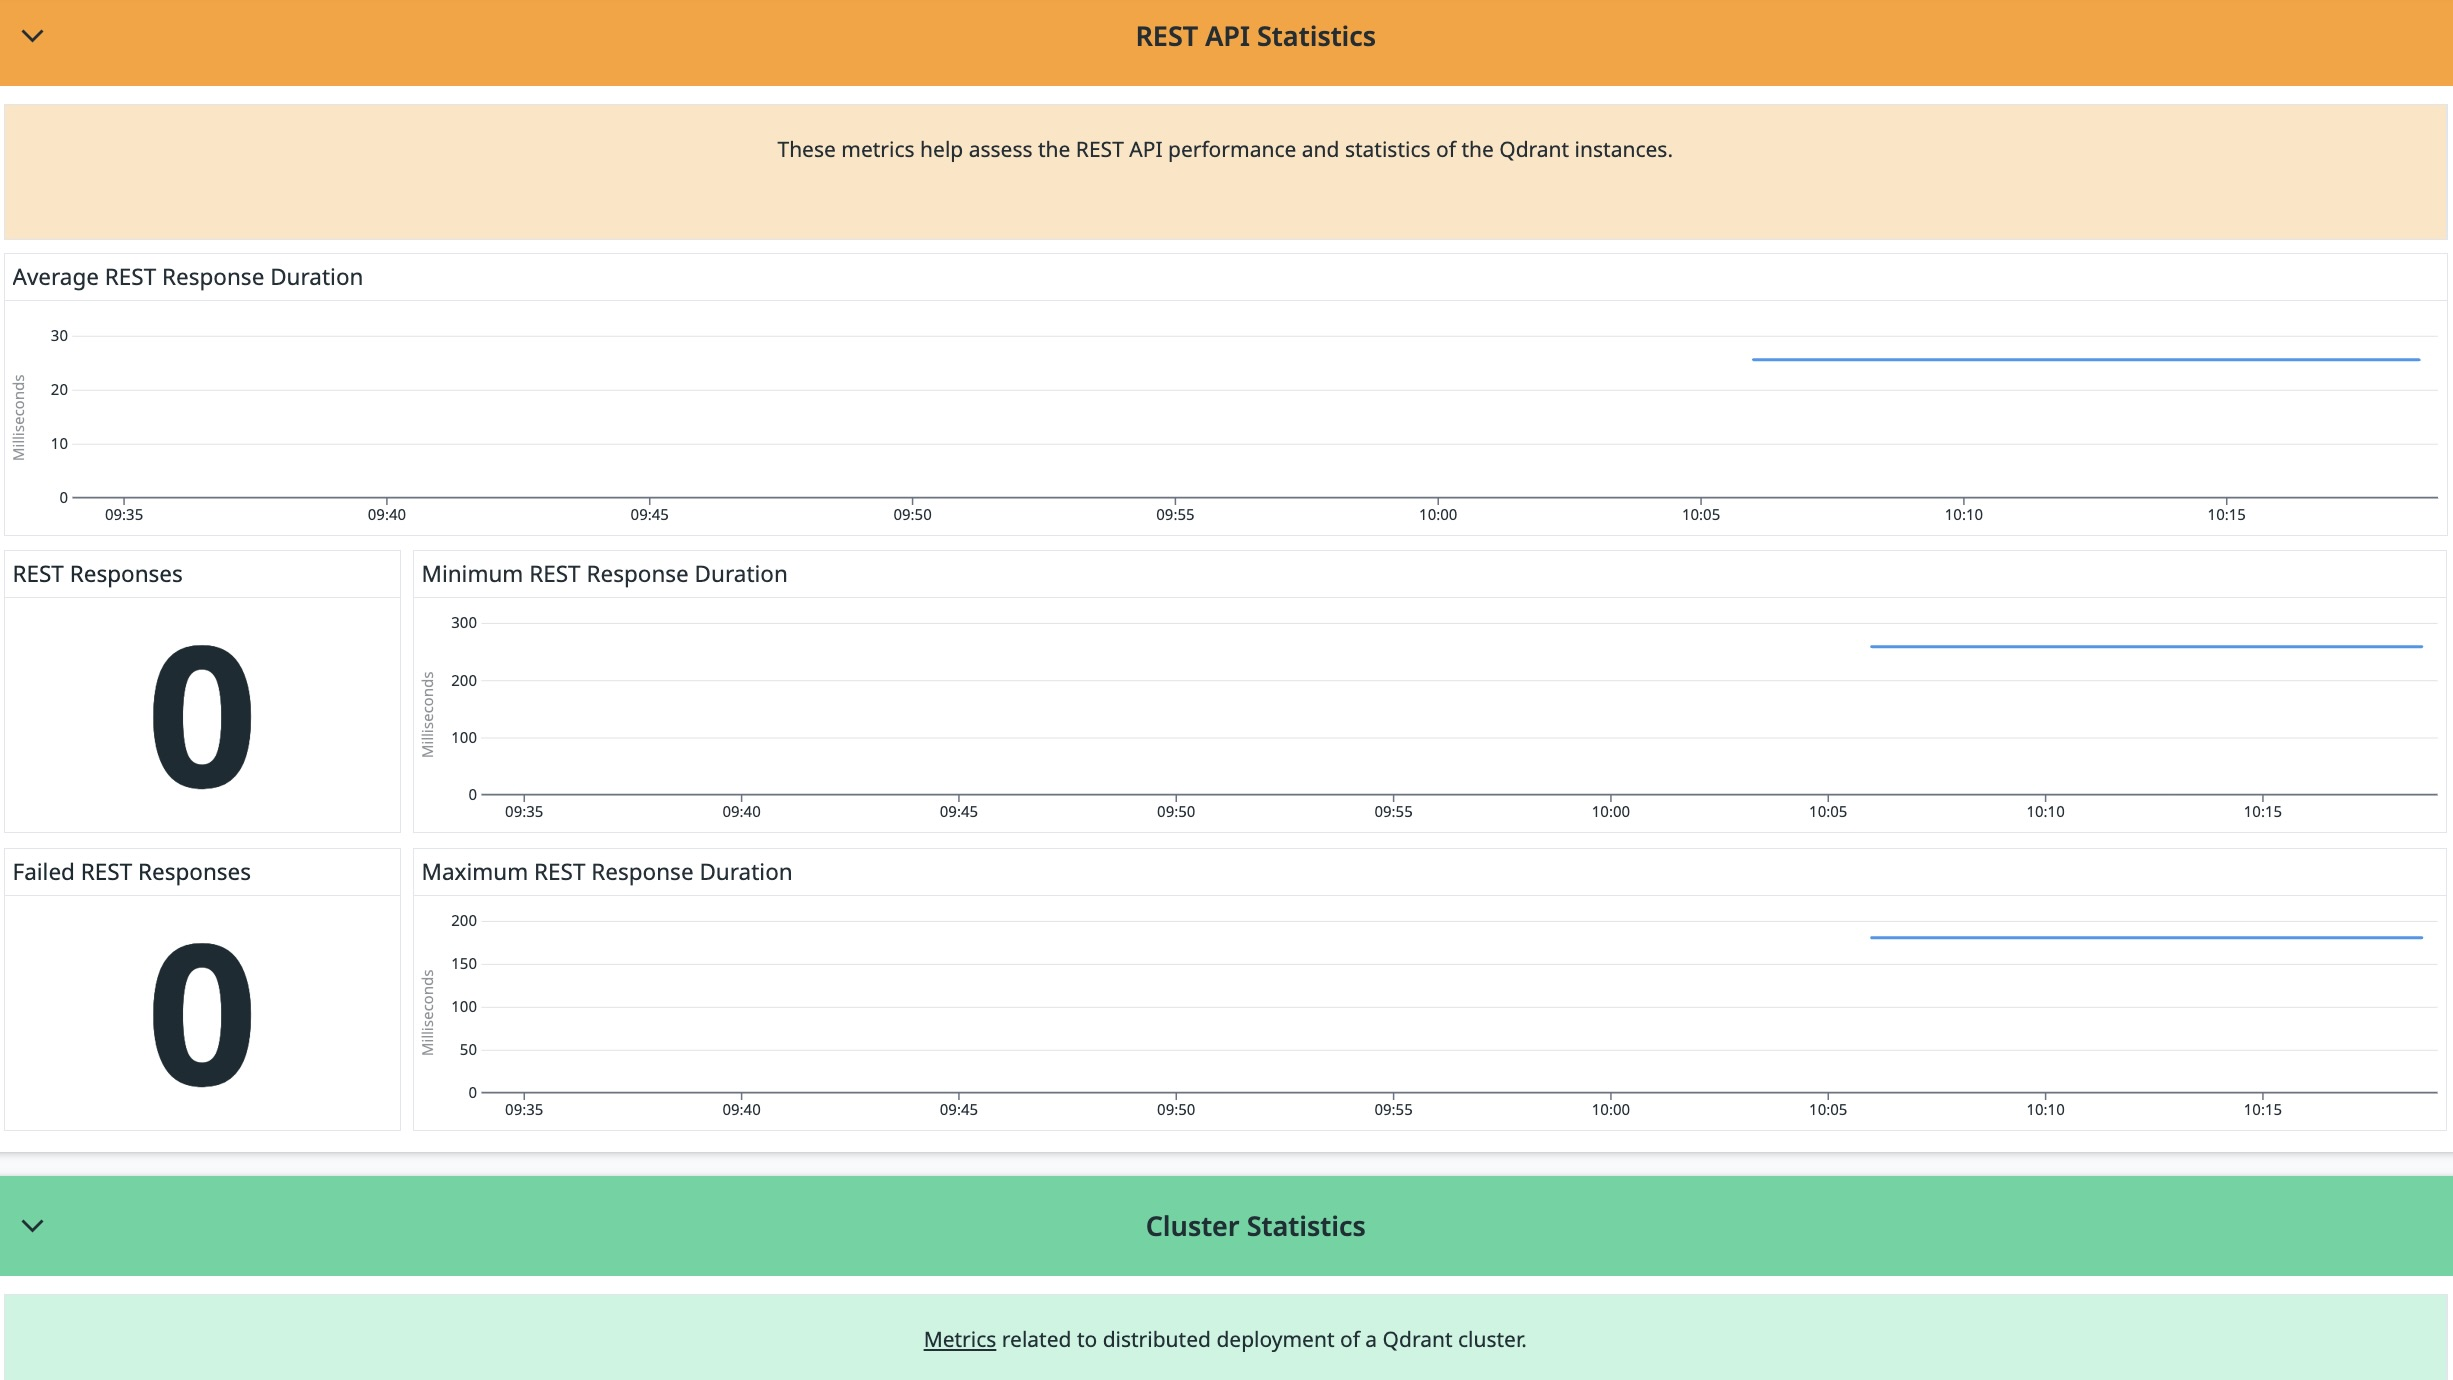 REST API Statistics
These metrics help assess the REST API performance and statistics of the Qdrant instances.
Average REST Response Duration
Milliseconds
30
20
10
0
09:35 09:40 09:45 09:50 09:55 10:00 10:05 10:10 10:15
REST Responses
0
Minimum REST Response Duration
Milliseconds
300
200
100
0
09:35 09:40 09:45 09:50 09:55 10:00 10:05 10:10 10:15
Failed REST Responses
0
Maximum REST Response Duration
Milliseconds
200
150
100
50
0
09:35 09:40 09:45 09:50 09:55 10:00 10:05 10:10 10:15
Cluster Statistics
Metrics related to distributed deployment of a Qdrant cluster.